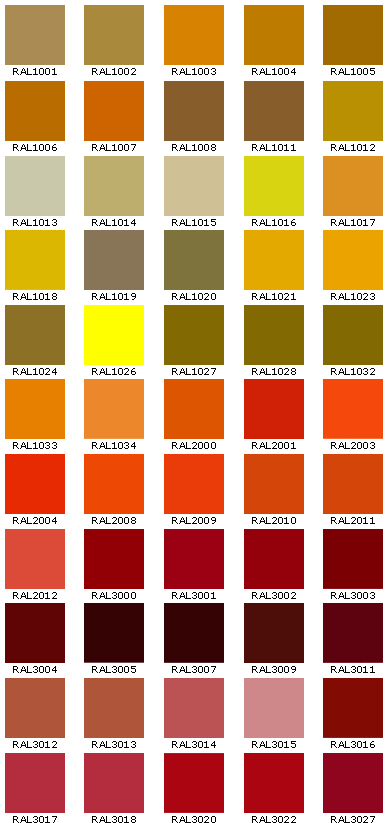 RAL1001 RAL1002 RAL1003 RAL1004 RAL1005
RAL1006 RAL1007 RAL1008 RAL1011 RAL1012
RAL1013 RAL1014 RAL1015 RAL1016 RAL1017
RAL1018 RAL1019 RAL1020 RAL1021 RAL1023
RAL1024 RAL1026 RAL1027 RAL1028 RAL1032
RAL1033 RAL1034 RAL2000 RAL2001 RAL2003
RAL2004 RAL2008 RAL2009 RAL2010 RAL2011
RAL2012 RAL3000 RAL3001 RAL3002 RAL3003
RAL3004 RAL3005 RAL3007 RAL3009 RAL3011
RAL3012 RAL3013 RAL3014 RAL3015 RAL3016
RAL3017 RAL3018 RAL3020 RAL3022 RAL3027